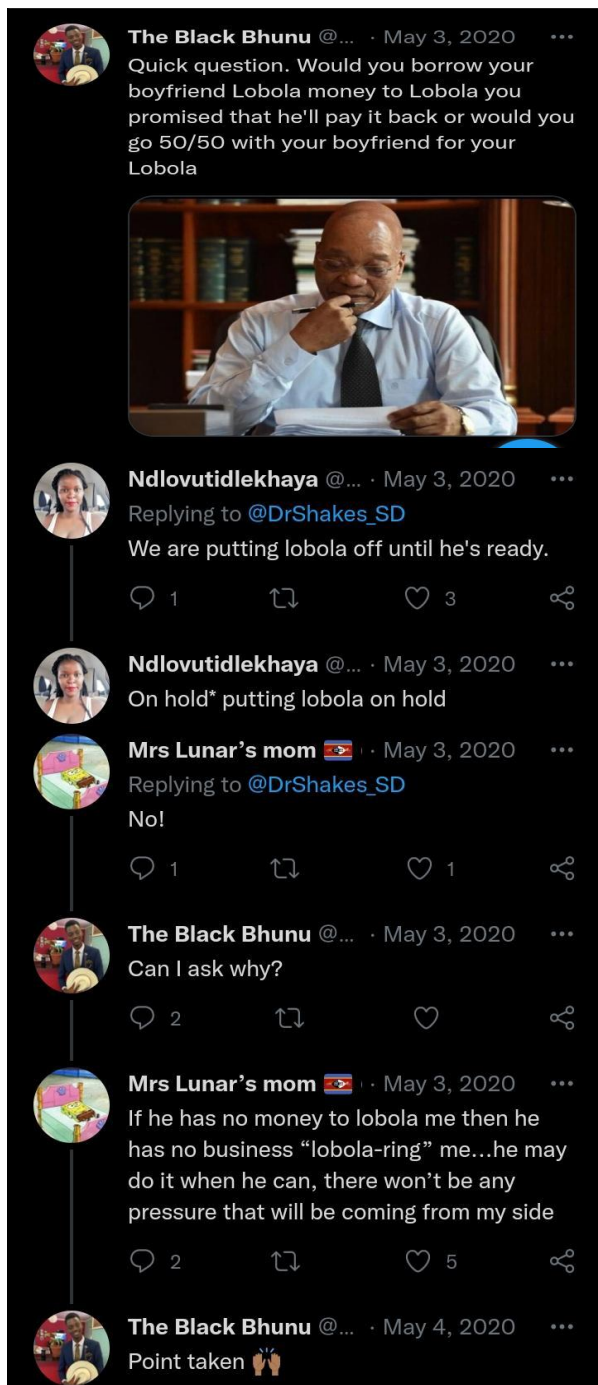 The Black Bhunu @... · May 3, 2020
Quick question. Would you borrow your
boyfriend Lobola money to Lobola you
promised that he'll pay it back or would you
go 50/50 with your boyfriend for your
Lobola
Ndlovutidlekhaya @... · May 3, 2020
Replying to @DrShakes_SD
We are putting lobola off until he's ready.
1 3
Ndlovutidlekhaya @... · May 3, 2020
On hold* putting lobola on hold
Mrs Lunar’s mom 🇸🇿 · May 3, 2020
Replying to @DrShakes_SD
No!
1 1
The Black Bhunu @... · May 3, 2020
Can I ask why?
2
Mrs Lunar’s mom 🇸🇿 · May 3, 2020
If he has no money to lobola me then he
has no business “lobola-ring” me...he may
do it when he can, there won’t be any
pressure that will be coming from my side
2 5
The Black Bhunu @... · May 4, 2020
Point taken 🙌🏽